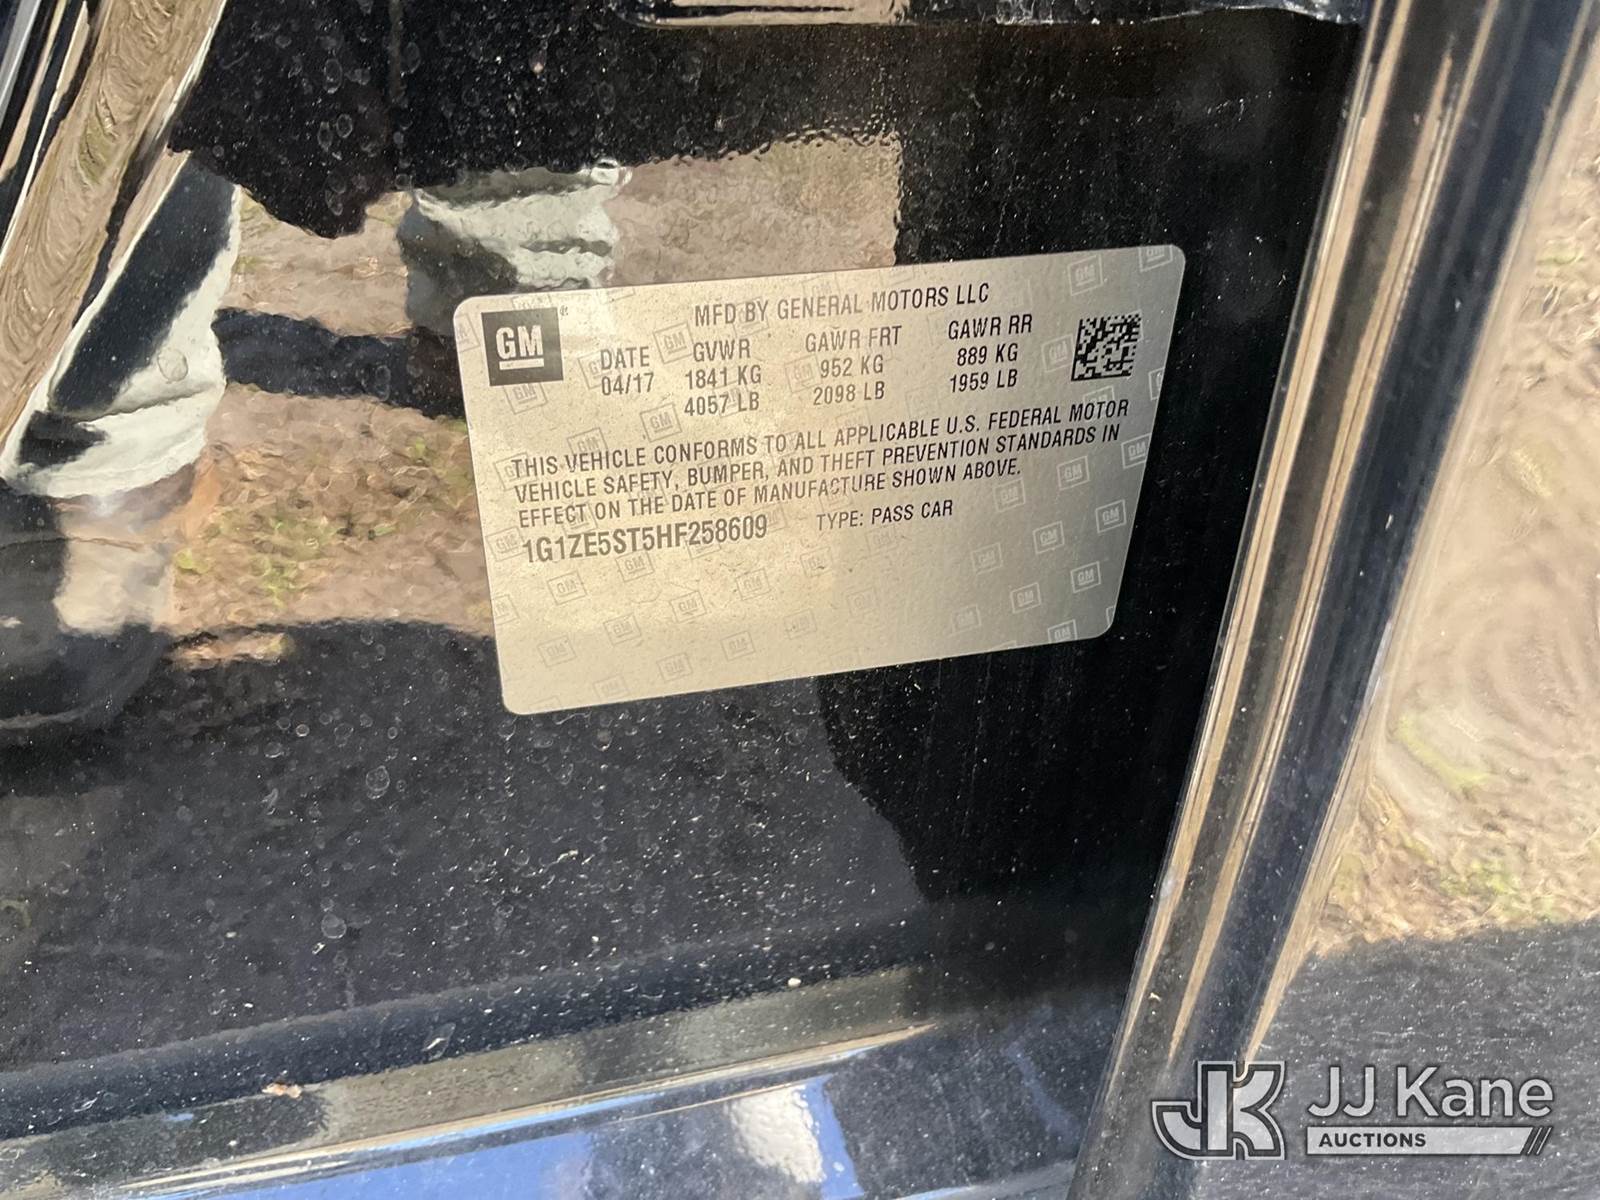 GM
MFD BY GENERAL MOTORS LLC
DATE GVWR GAWR FRT GAWR RR
04/17 1841 KG 952 KG 889 KG
4057 LB 2098 LB 1959 LB
THIS VEHICLE CONFORMS TO ALL APPLICABLE U.S. FEDERAL MOTOR
VEHICLE SAFETY, BUMPER, AND THEFT PREVENTION STANDARDS IN
EFFECT ON THE DATE OF MANUFACTURE SHOWN ABOVE.
1G1ZE5ST5HF258609 TYPE: PASS CAR
JK JJ Kane
AUCTIONS